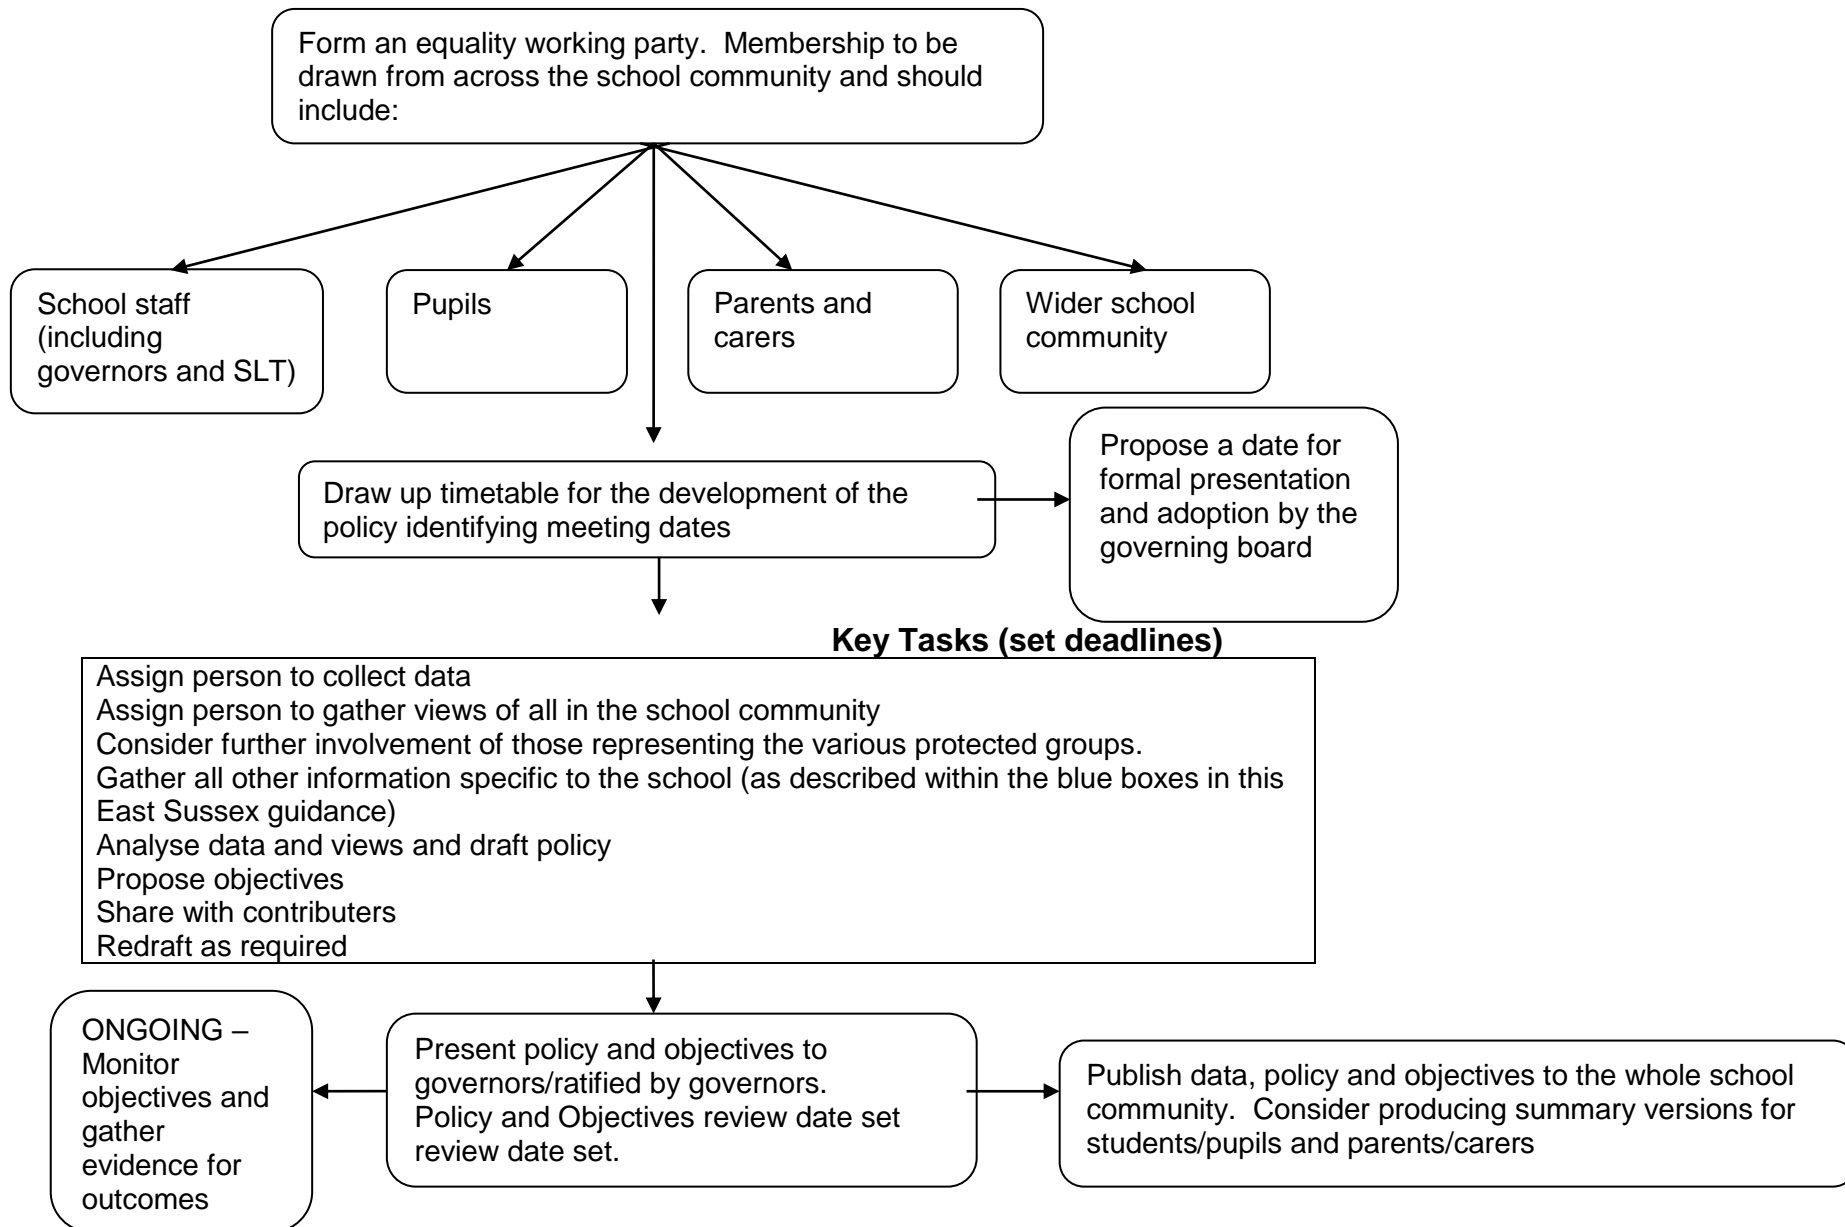 Form an equality working party.  Membership to be
drawn from across the school community and should
include:
School staff
(including
governors and SLT)
Pupils
Parents and
carers
Wider school
community
Draw up timetable for the development of the
policy identifying meeting dates
Propose a date for
formal presentation
and adoption by the
governing board
Key Tasks (set deadlines)
Assign person to collect data
Assign person to gather views of all in the school community
Consider further involvement of those representing the various protected groups.
Gather all other information specific to the school (as described within the blue boxes in this
East Sussex guidance)
Analyse data and views and draft policy
Propose objectives
Share with contributers
Redraft as required
ONGOING –
Monitor
objectives and
gather
evidence for
outcomes
Present policy and objectives to
governors/ratified by governors.
Policy and Objectives review date set
review date set.
Publish data, policy and objectives to the whole school
community.  Consider producing summary versions for
students/pupils and parents/carers